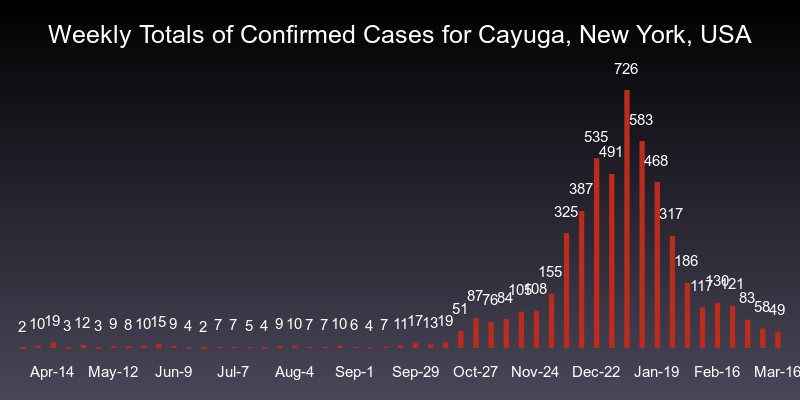 Weekly Totals of Confirmed Cases for Cayuga, New York, USA
2 10 19 3 12 3 9 8 10 15 9 4 2 7 7 5 4 9 10 7 7 10 6 4 7 11 17 13 19 51 87 76 84 105 108 155 325 387 535 491 726 583 468 317 186 117 130 121 83 58 49
Apr-14 May-12 Jun-9 Jul-7 Aug-4 Sep-1 Sep-29 Oct-27 Nov-24 Dec-22 Jan-19 Feb-16 Mar-16